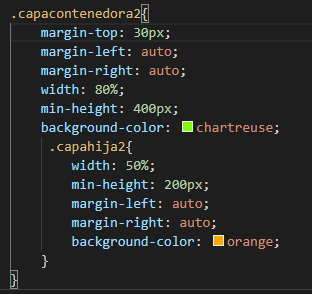 .capacontenedora2{
margin-top: 30px;
margin-left: auto;
margin-right: auto;
width: 80%;
min-height: 400px;
background-color: chartreuse;
.capahija2{
width: 50%;
min-height: 200px;
margin-left: auto;
margin-right: auto;
background-color: orange;
}
}